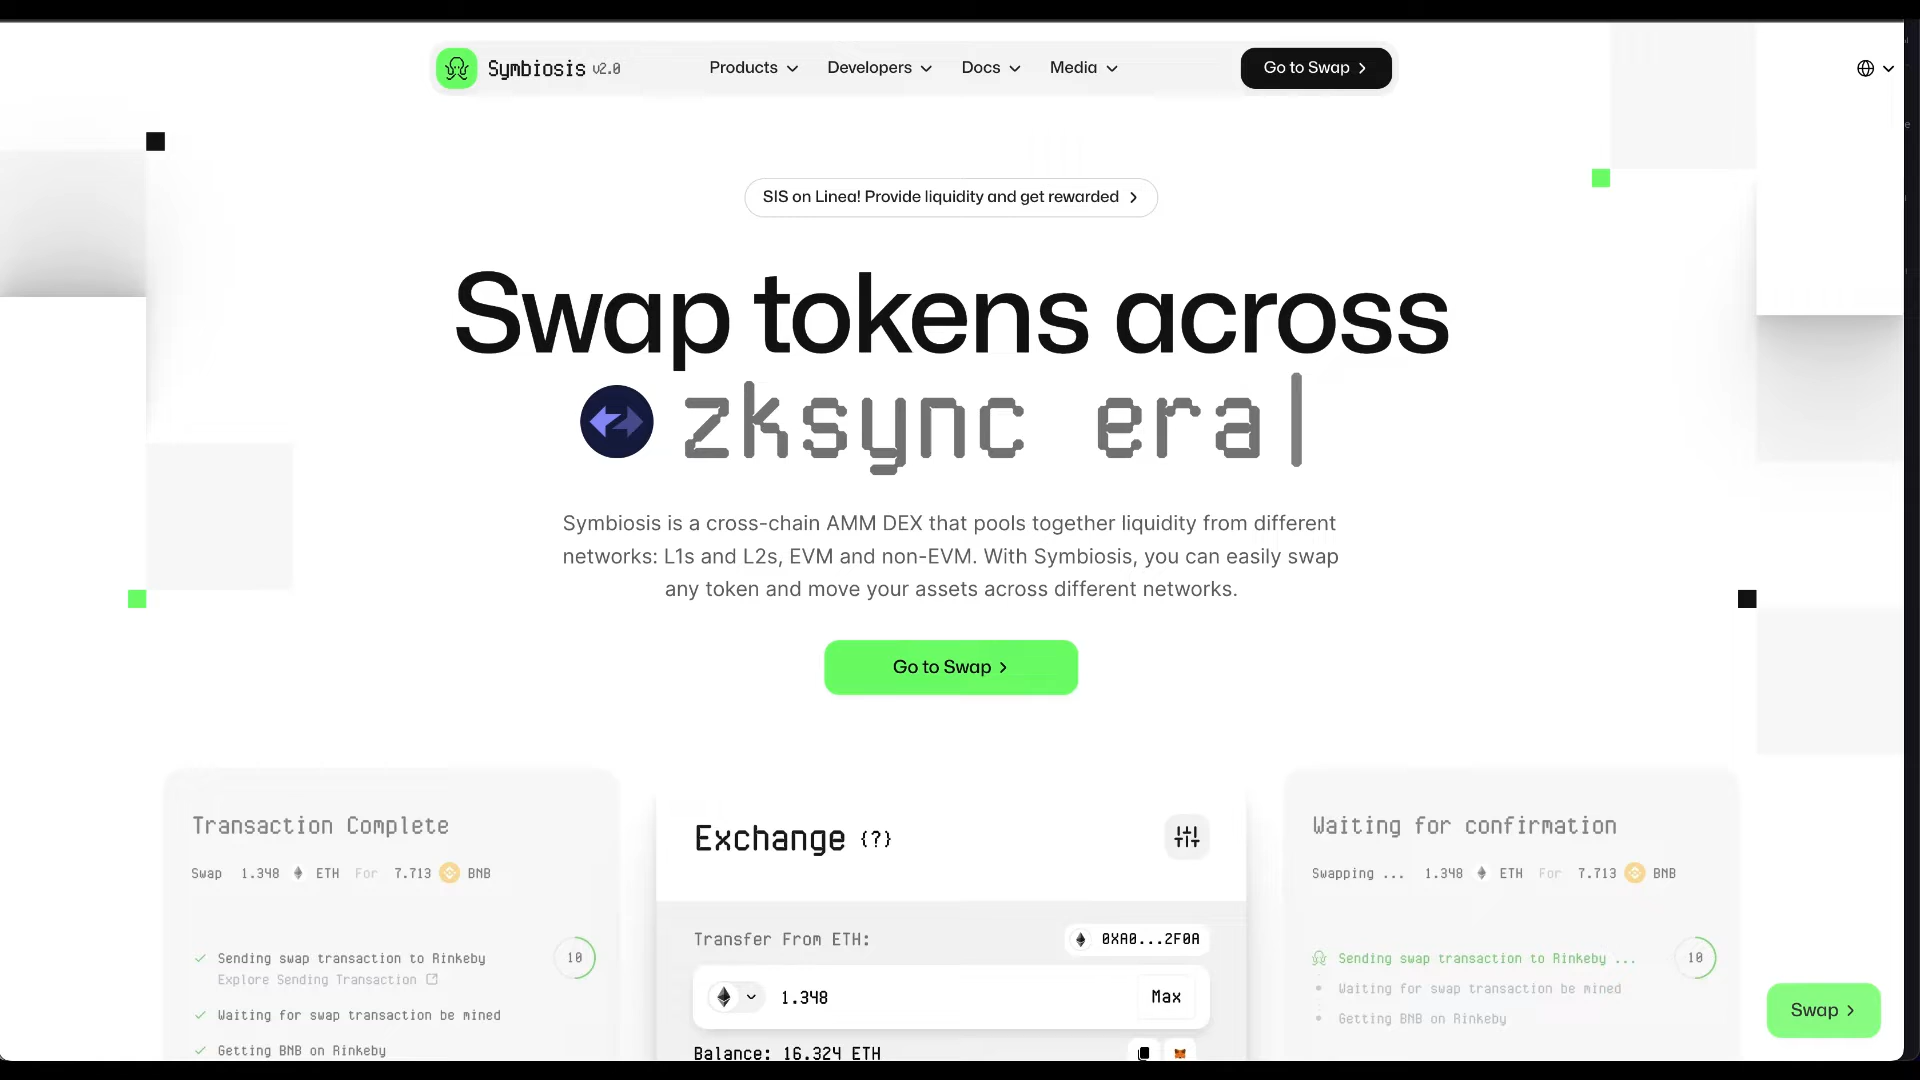 Symbiosis v2.0
Products
Developers
Docs
Media
Go to Swap
SIS on Linea! Provide liquidity and get rewarded
Swap tokens across
zksync era
Symbiosis is a cross-chain AMM DEX that pools together liquidity from different
networks: L1s and L2s, EVM and non-EVM. With Symbiosis, you can easily swap
any token and move your assets across different networks.
Go to Swap
Transaction Complete
Swap 1.348 ETH For 7.713 BNB
Sending swap transaction to Rinkeby
10
Explore Sending Transaction
Waiting for swap transaction be mined
Getting BNB on Rinkeby
Exchange {?}
Transfer From ETH:
0XA0...2F0A
1.348
Max
Balance: 16.324 ETH
Waiting for confirmation
Swapping ... 1.348 ETH For 7.713 BNB
Sending swap transaction to Rinkeby ...
10
Waiting for swap transaction be mined
Getting BNB on Rinkeby
Swap